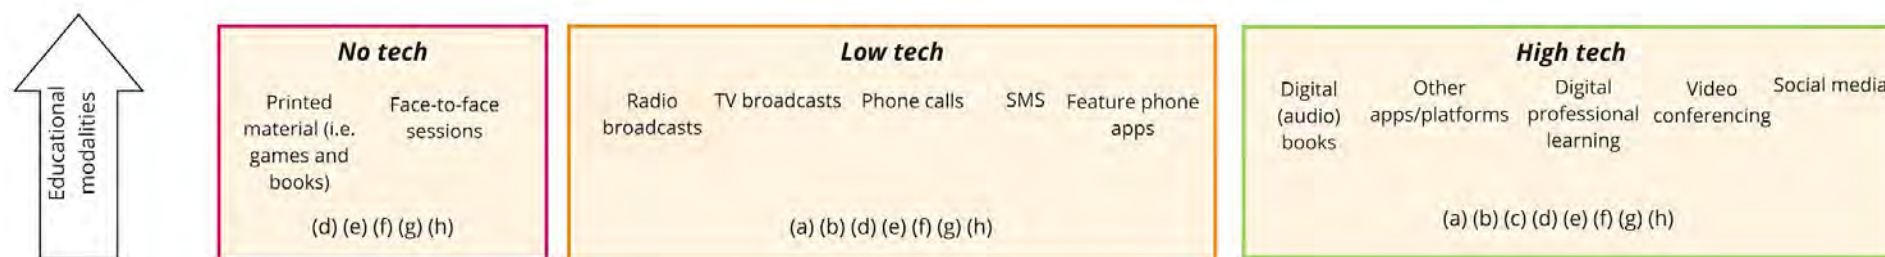 Educational
modalities
No tech
Printed
material (i.e.
games and
books)
Face-to-face
sessions
(d) (e) (f) (g) (h)
Low tech
Radio
broadcasts
TV broadcasts
Phone calls
SMS
Feature phone
apps
(a) (b) (d) (e) (f) (g) (h)
High tech
Digital
(audio)
books
Other
apps/platforms
Digital
professional
learning
Video
conferencing
Social media
(a) (b) (c) (d) (e) (f) (g) (h)